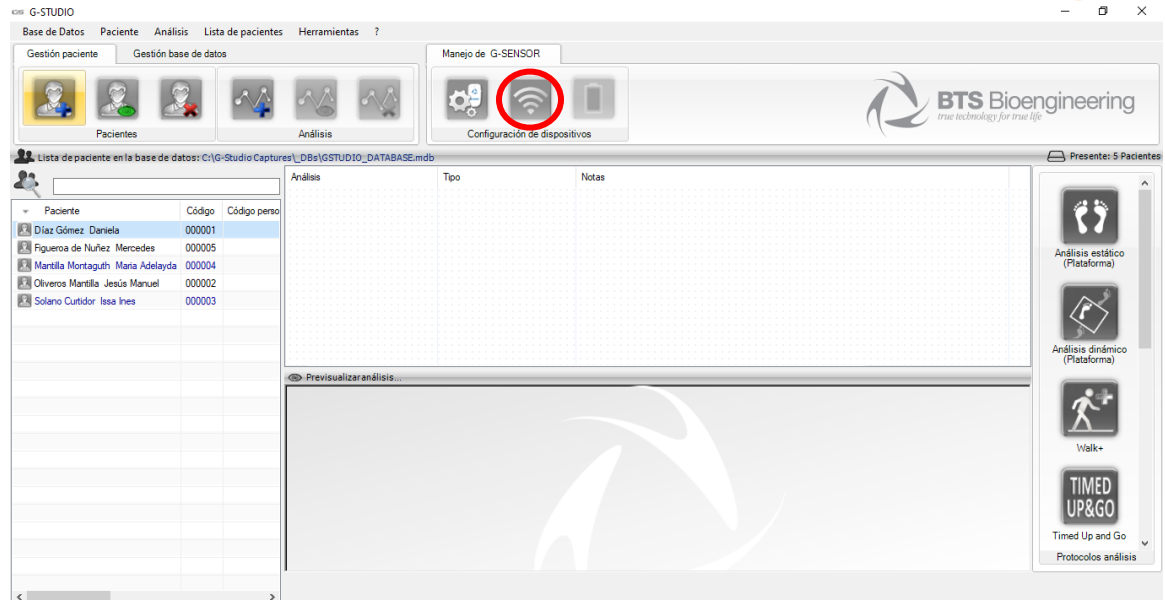 G-STUDIO
Base de Datos Paciente Análisis Lista de pacientes Herramientas ?
Gestión paciente Gestión base de datos Manejo de G-SENSOR
Pacientes Análisis Configuración de dispositivos
BTS Bioengineering
true technology for true life
Lista de paciente en la base de datos: C:\G-Studio Captures\_DBs\GSTUDIO_DATABASE.mdb Presente: 5 Pacientes
Análisis Tipo Notas
Paciente Código Código perso
Díaz Gómez Daniela 000001
Figueroa de Nuñez Mercedes 000005
Mantilla Montaguth Maria Adelayda 000004
Oliveros Mantilla Jesús Manuel 000002
Solano Curtidor Issa Ines 000003
Previsualizar análisis...
Análisis estático
(Plataforma)
Análisis dinámico
(Plataforma)
Walk+
TIMED
UP&GO
Timed Up and Go
Protocolos análisis